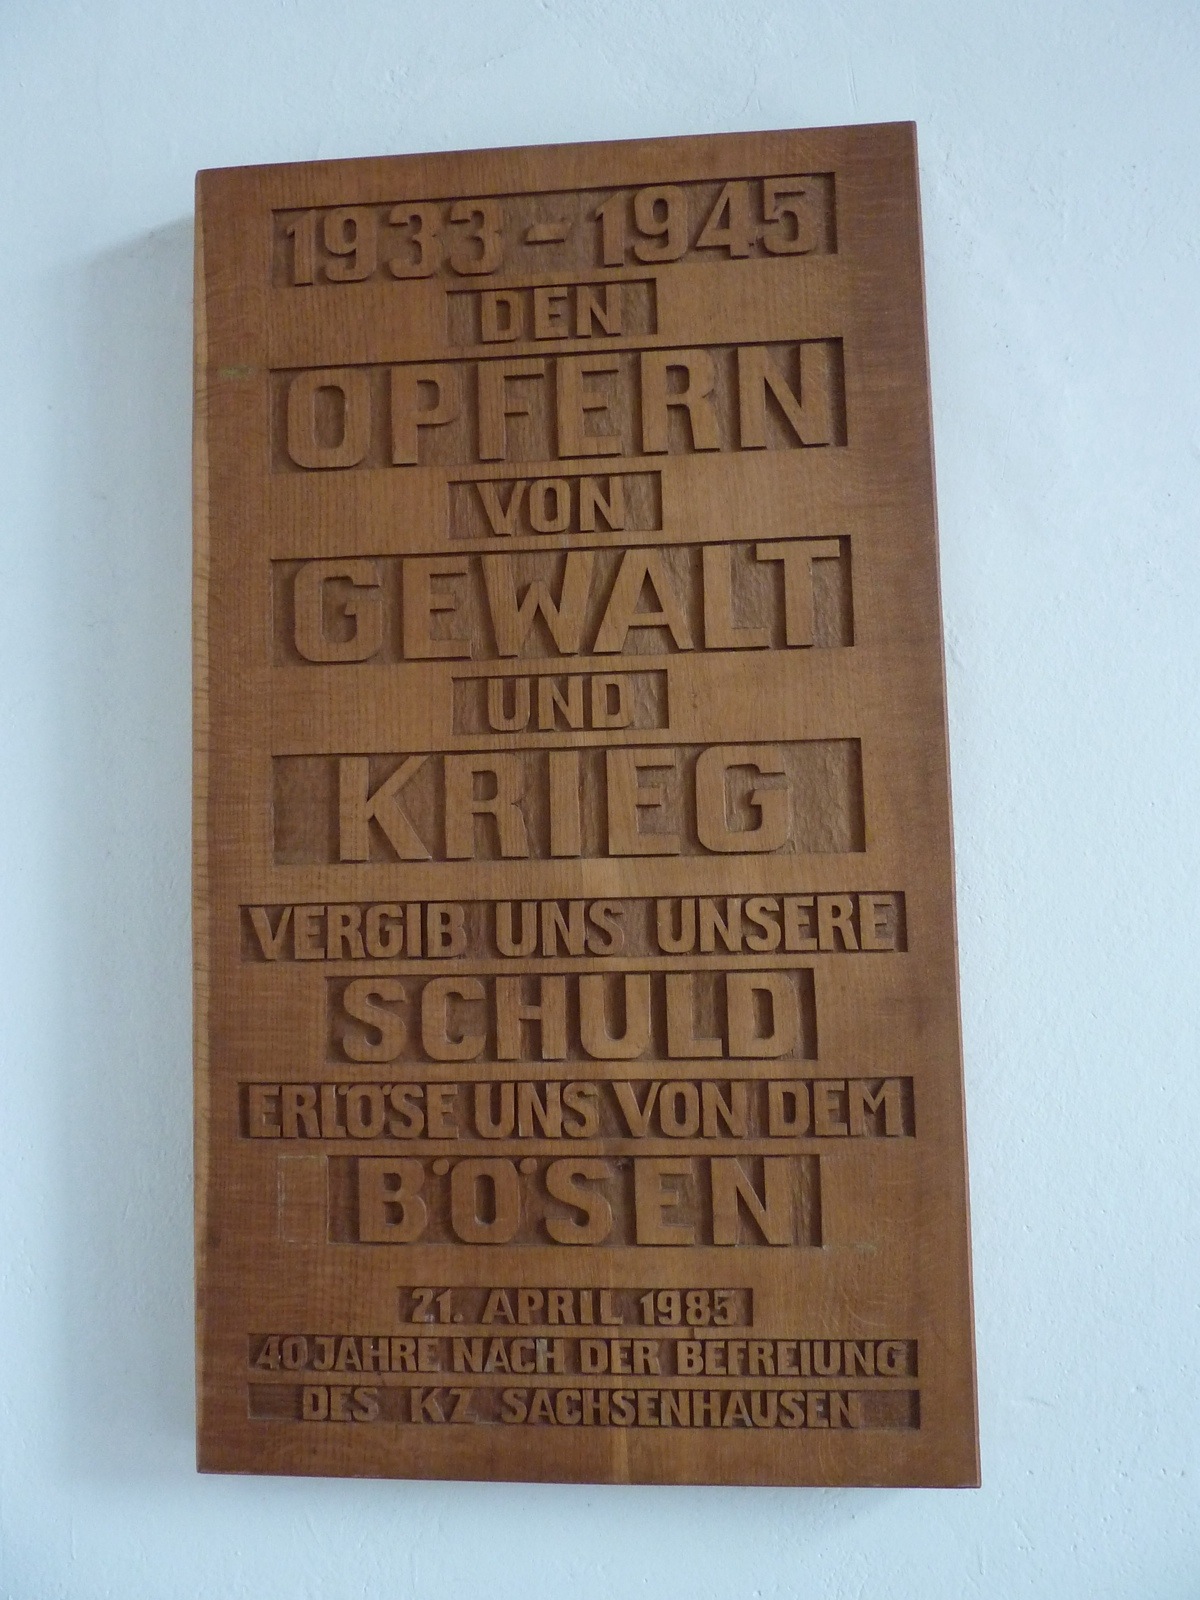 1933-1945
DEN
OPFERN
VON
GEWALT
UND
KRIEG
VERGIB UNS UNSERE
SCHULD
ERLÖSE UNS VON DEM
BÖSEN
21. APRIL 1985
40 JAHRE NACH DER BEFREIUNG
DES KZ SACHSENHAUSEN